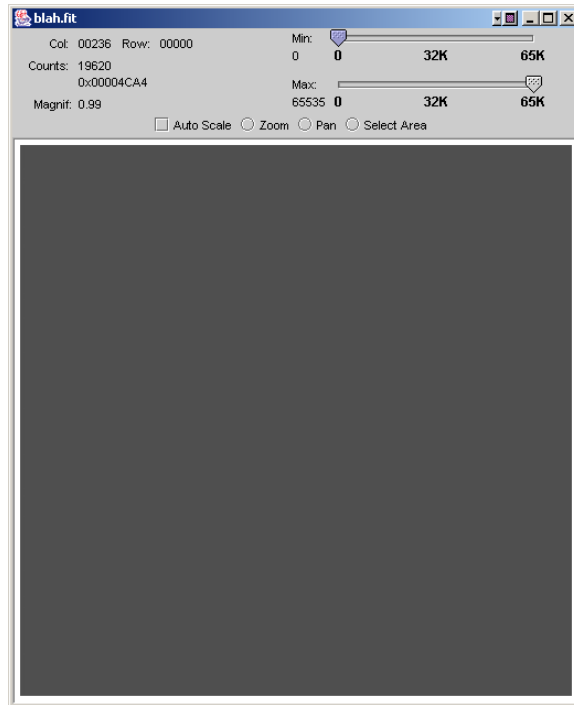 blah.fit
Col: 00236 Row: 00000
Counts: 19620
0x00004CA4
Magnif: 0.99
Min:
0 0 32K 65K
Max:
65535 0 32K 65K
Auto Scale Zoom Pan Select Area